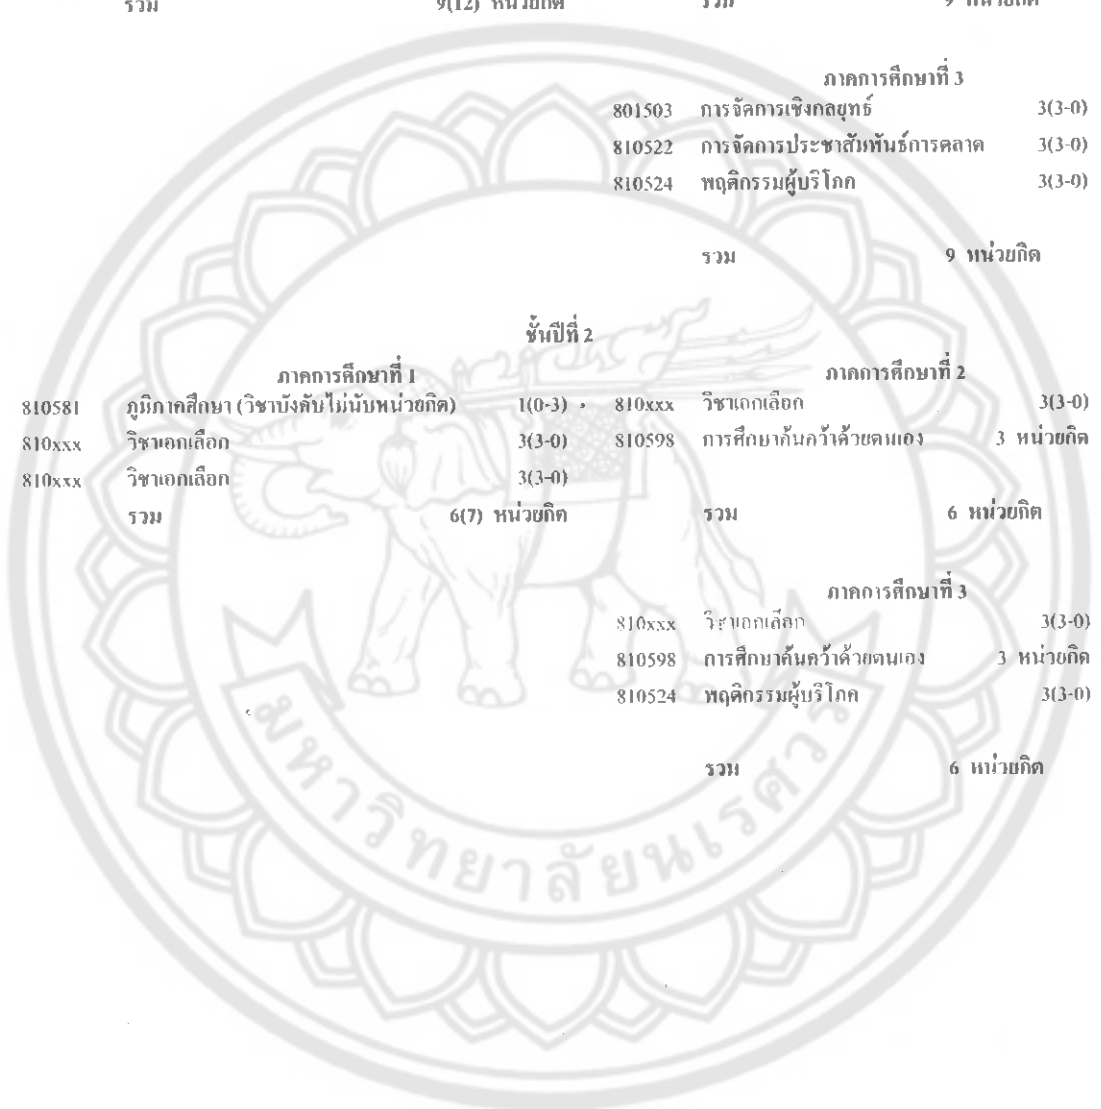 รวม 9(12) หน่วยกิต รวม 9 หน่วยกิต
ภาคการศึกษาที่ 3
801503 การจัดการเชิงกลยุทธ์ 3(3-0)
810522 การจัดการประชาสัมพันธ์การตลาด 3(3-0)
810524 พฤติกรรมผู้บริโภค 3(3-0)
รวม 9 หน่วยกิต
ชั้นปีที่ 2
ภาคการศึกษาที่ 1 ภาคการศึกษาที่ 2
810581 ภูมิภาคศึกษา (วิชาบังคับไม่นับหน่วยกิต) 1(0-3) 810xxx วิชาเอกเลือก 3(3-0)
810xxx วิชาเอกเลือก 3(3-0) 810598 การศึกษาค้นคว้าด้วยตนเอง 3 หน่วยกิต
810xxx วิชาเอกเลือก 3(3-0)
รวม 6(7) หน่วยกิต รวม 6 หน่วยกิต
ภาคการศึกษาที่ 3
810xxx วิชาเอกเลือก 3(3-0)
810598 การศึกษาค้นคว้าด้วยตนเอง 3 หน่วยกิต
810524 พฤติกรรมผู้บริโภค 3(3-0)
รวม 6 หน่วยกิต
มหาวิทยาลัยนเรศวร